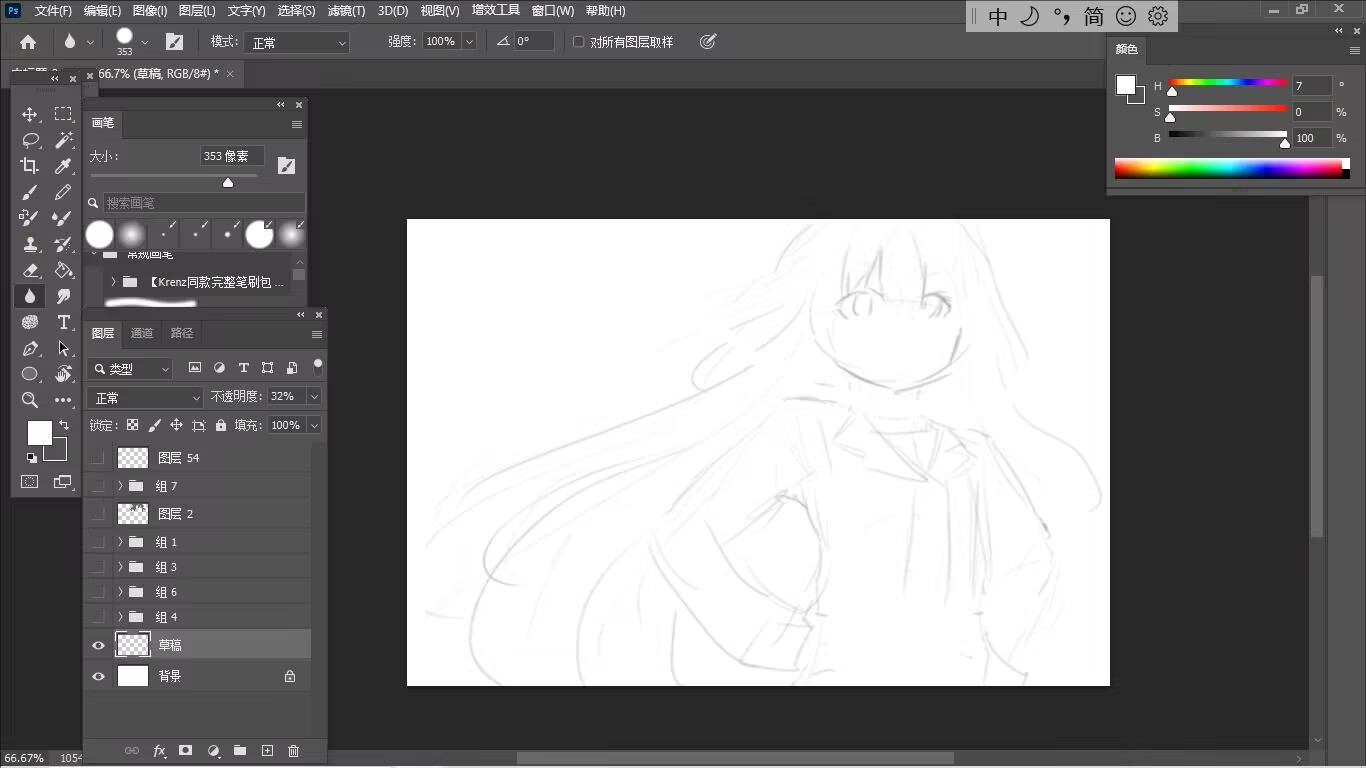 Ps 文件(F) 编辑(E) 图像(I) 图层(L) 文字(Y) 选择(S) 滤镜(T) 3D(D) 视图(V) 增效工具 窗口(W) 帮助(H)
中 简
353 模式: 正常 强度: 100% 0° 对所有图层取样
66.7% (草稿, RGB/8#) * ×
颜色
H 7 °
S 0 %
B 100 %
画笔
大小: 353 像素
搜索画笔
常规画笔
【Krenz同款完整笔刷包 ...
图层 通道 路径
类型
正常 不透明度: 32%
锁定: 填充: 100%
图层 54
组 7
图层 2
组 1
组 3
组 6
组 4
草稿
背景
fx
66.67% 1054